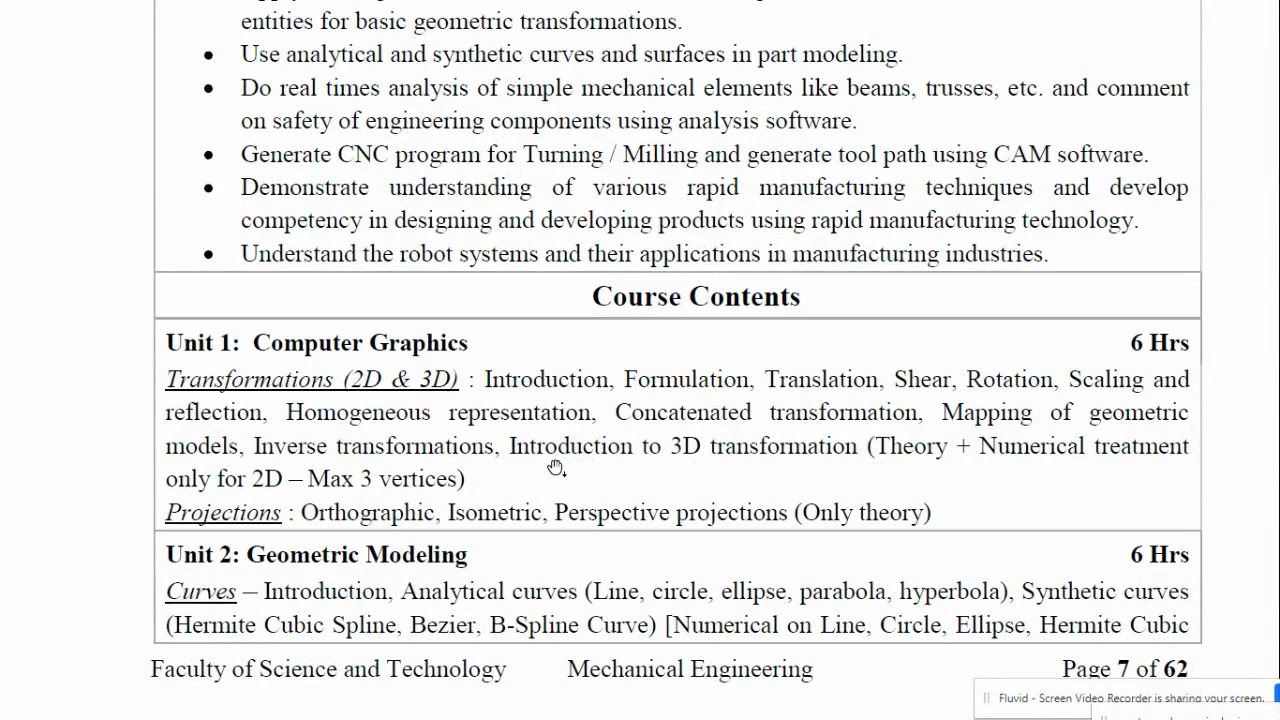 entities for basic geometric transformations.
• Use analytical and synthetic curves and surfaces in part modeling.
• Do real times analysis of simple mechanical elements like beams, trusses, etc. and comment
on safety of engineering components using analysis software.
• Generate CNC program for Turning / Milling and generate tool path using CAM software.
• Demonstrate understanding of various rapid manufacturing techniques and develop
competency in designing and developing products using rapid manufacturing technology.
• Understand the robot systems and their applications in manufacturing industries.
Course Contents
Unit 1: Computer Graphics 6 Hrs
Transformations (2D & 3D) : Introduction, Formulation, Translation, Shear, Rotation, Scaling and
reflection, Homogeneous representation, Concatenated transformation, Mapping of geometric
models, Inverse transformations, Introduction to 3D transformation (Theory + Numerical treatment
only for 2D – Max 3 vertices)
Projections : Orthographic, Isometric, Perspective projections (Only theory)
Unit 2: Geometric Modeling 6 Hrs
Curves – Introduction, Analytical curves (Line, circle, ellipse, parabola, hyperbola), Synthetic curves
(Hermite Cubic Spline, Bezier, B-Spline Curve) [Numerical on Line, Circle, Ellipse, Hermite Cubic
Faculty of Science and Technology Mechanical Engineering Page 7 of 62
Fluvid - Screen Video Recorder is sharing your screen.